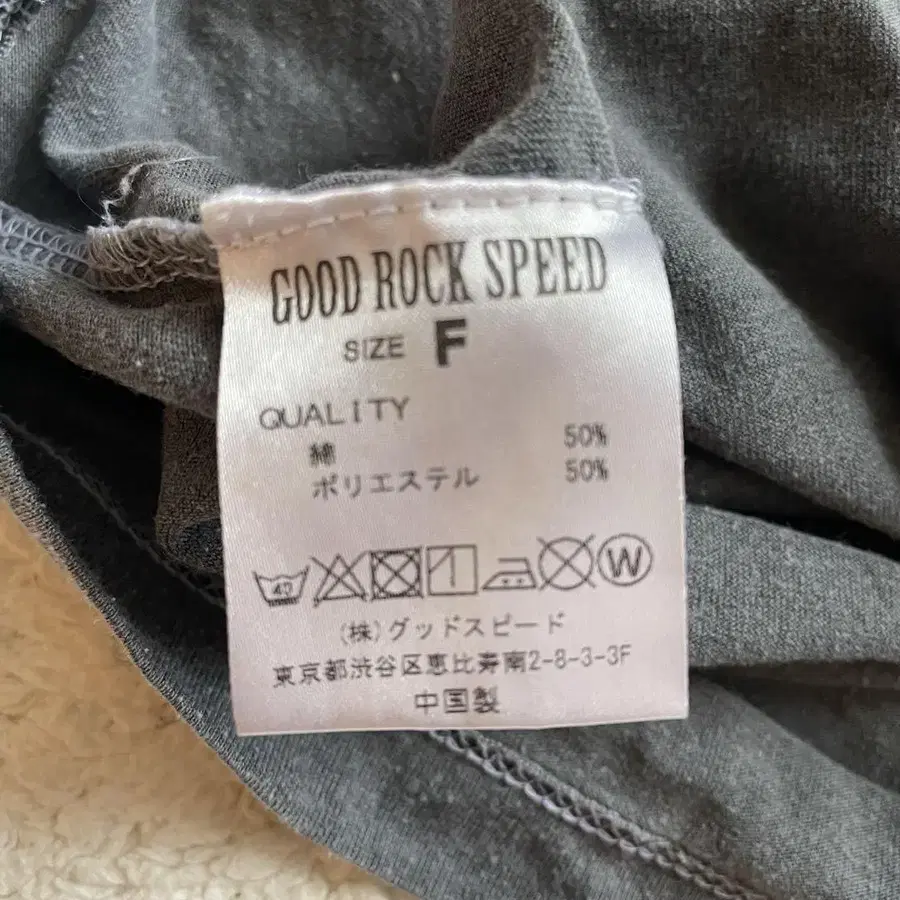 GOOD ROCK SPEED
SIZE F
QUALITY
綿 50%
ポリエステル 50%
40 W
(株)グッドスピード
東京都渋谷区恵比寿南2-8-3-3F
中国製